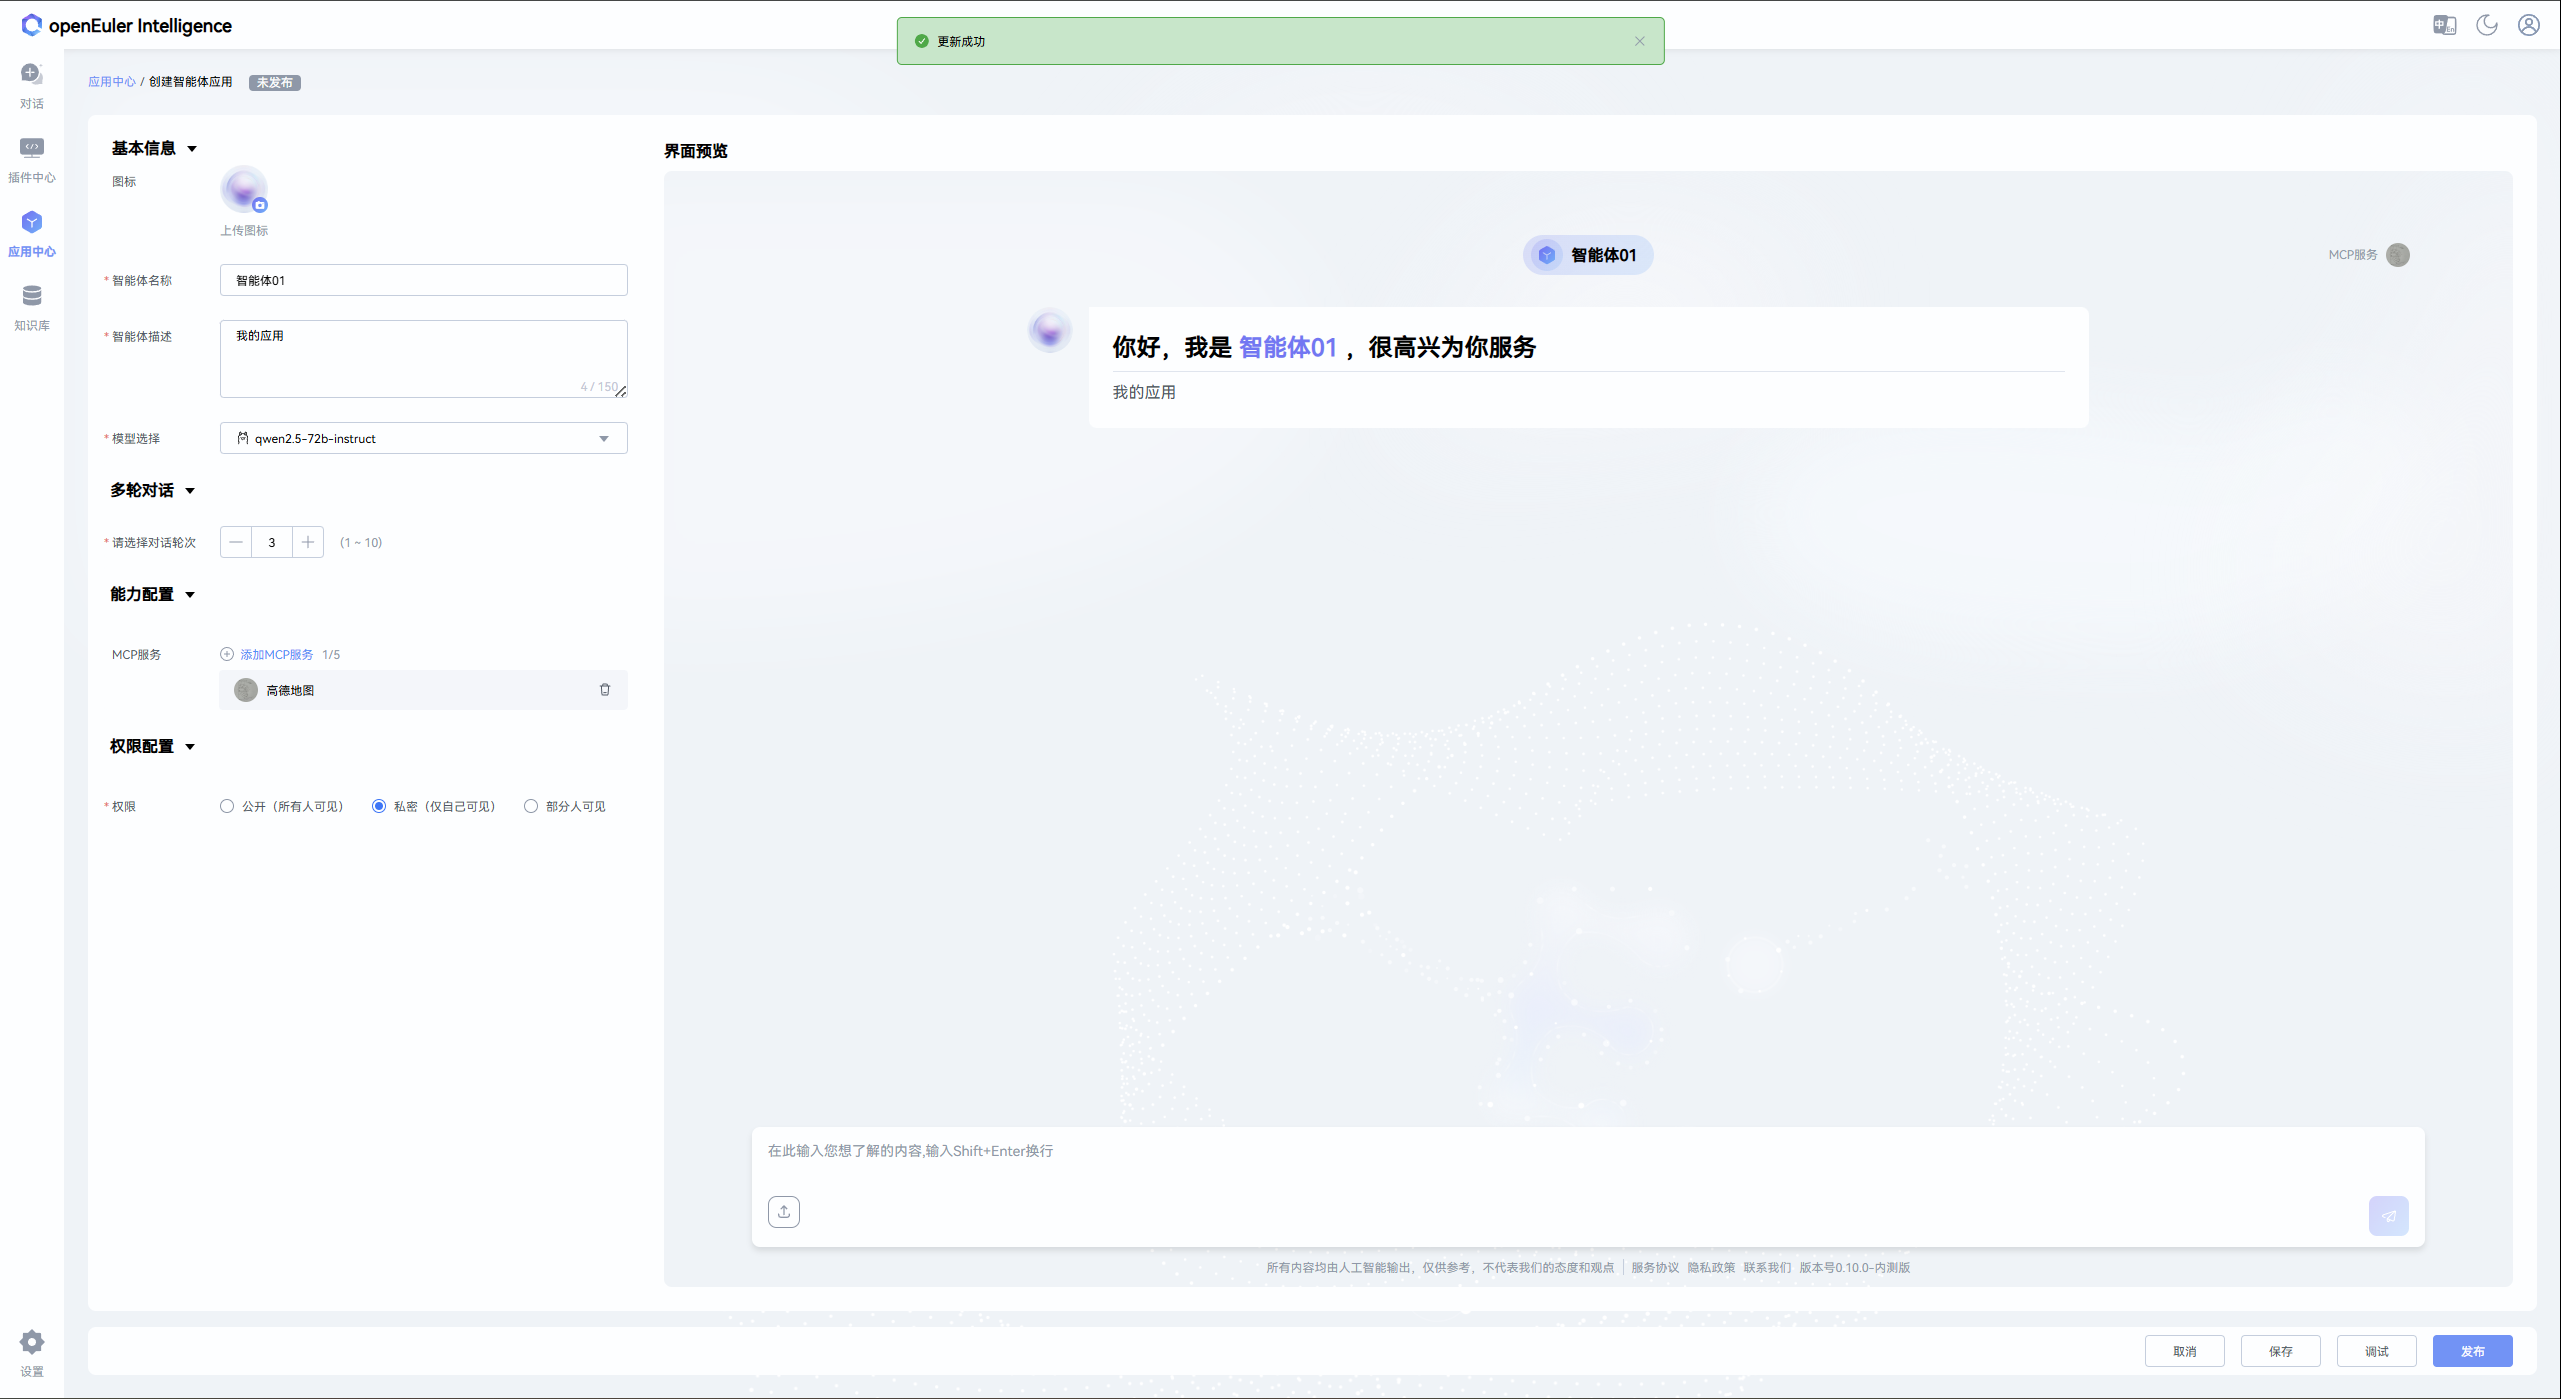 openEuler Intelligence
更新成功
对话
插件中心
应用中心
知识库
设置
应用中心 / 创建智能体应用 未发布
基本信息
图标
上传图标
* 智能体名称 智能体01
* 智能体描述 我的应用
4 / 150
* 模型选择 qwen2.5-72b-instruct
多轮对话
* 请选择对话轮次 3 (1 ~ 10)
能力配置
MCP服务 添加MCP服务 1/5
高德地图
权限配置
* 权限 公开（所有人可见） 私密（仅自己可见） 部分人可见
界面预览
智能体01
MCP服务
你好，我是 智能体01 ，很高兴为你服务
我的应用
在此输入您想了解的内容,输入Shift+Enter换行
所有内容均由人工智能输出，仅供参考，不代表我们的态度和观点 服务协议 隐私政策 联系我们 版本号0.10.0-内测版
取消 保存 调试 发布